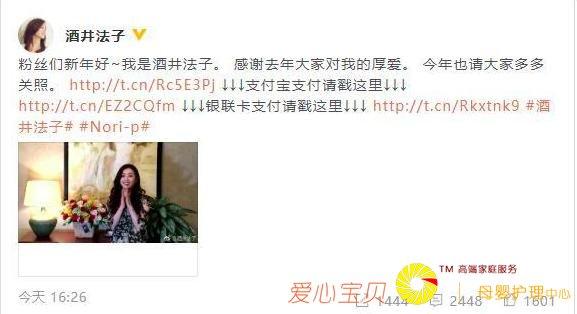 酒井法子
粉丝们新年好~我是酒井法子。 感谢去年大家对我的厚爱。 今年也请大家多多
关照。 http://t.cn/Rc5E3Pj ↓↓↓支付宝支付请戳这里↓↓↓
http://t.cn/EZ2CQfm ↓↓↓银联卡支付请戳这里↓↓↓ http://t.cn/Rkxtnk9 #酒
井法子# #Nori-p#
今天 16:26
爱心宝贝
TM 高端家庭服务
母婴护理中心
1444
2448
1601